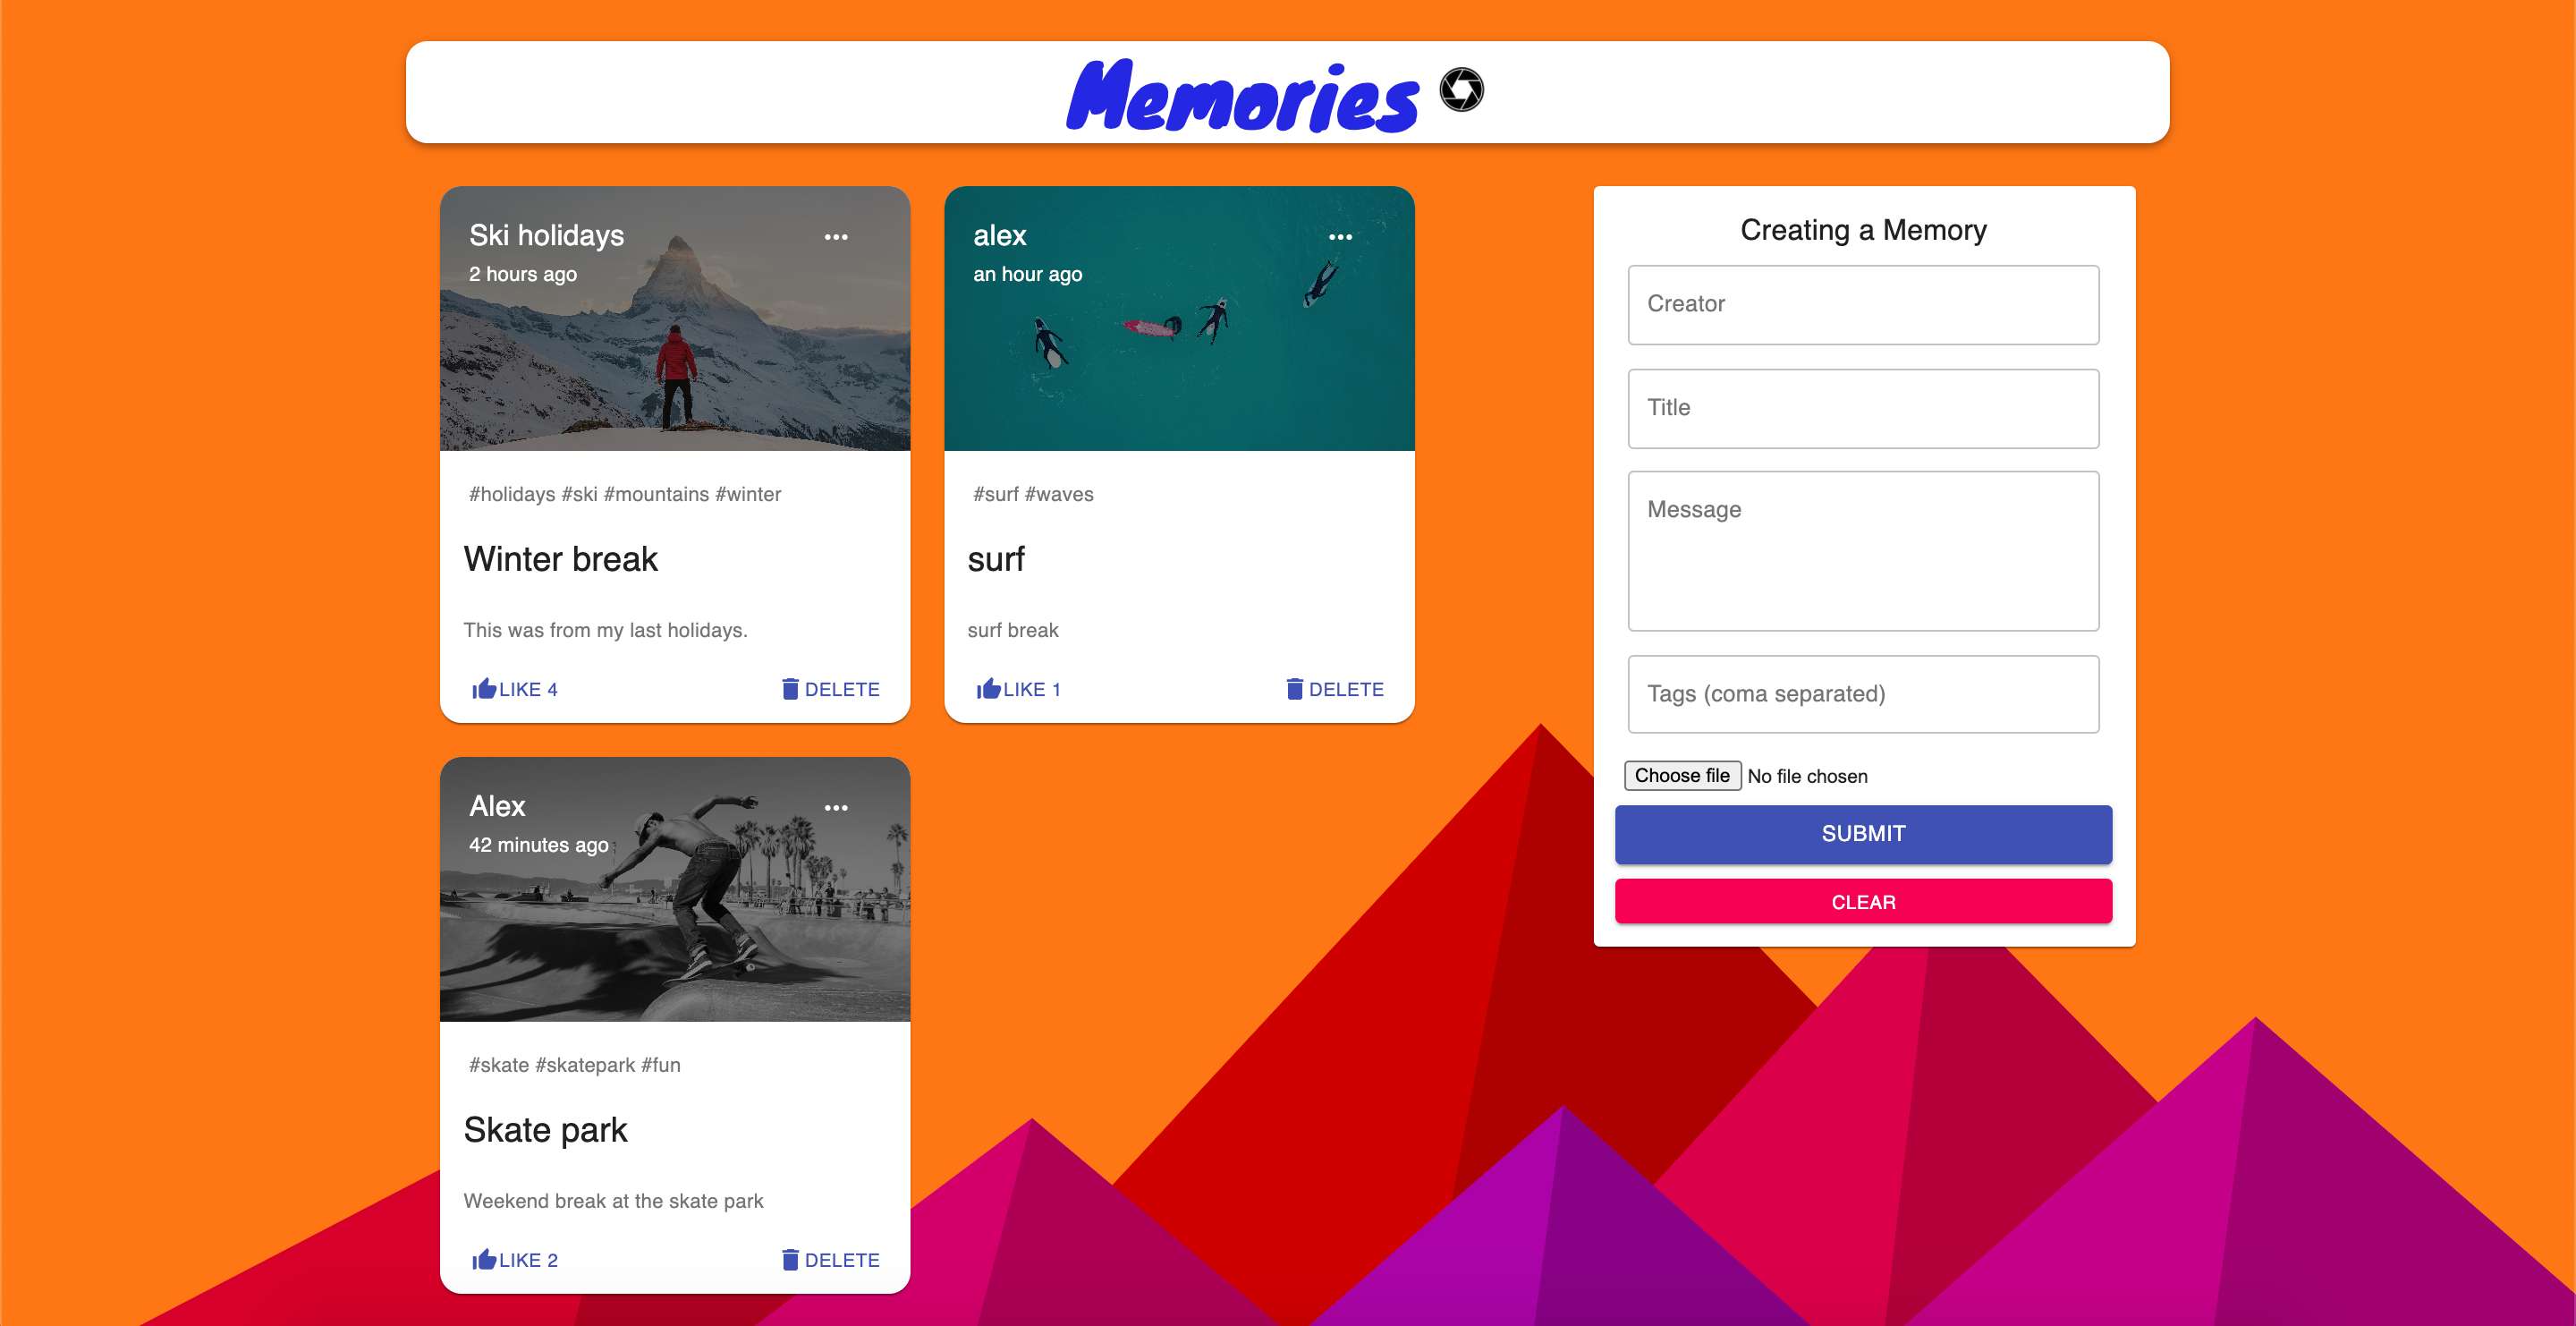 Memories
Ski holidays
2 hours ago
#holidays #ski #mountains #winter
Winter break
This was from my last holidays.
LIKE 4
DELETE
alex
an hour ago
#surf #waves
surf
surf break
LIKE 1
DELETE
Alex
42 minutes ago
#skate #skatepark #fun
Skate park
Weekend break at the skate park
LIKE 2
DELETE
Creating a Memory
Creator
Title
Message
Tags (coma separated)
Choose file No file chosen
SUBMIT
CLEAR